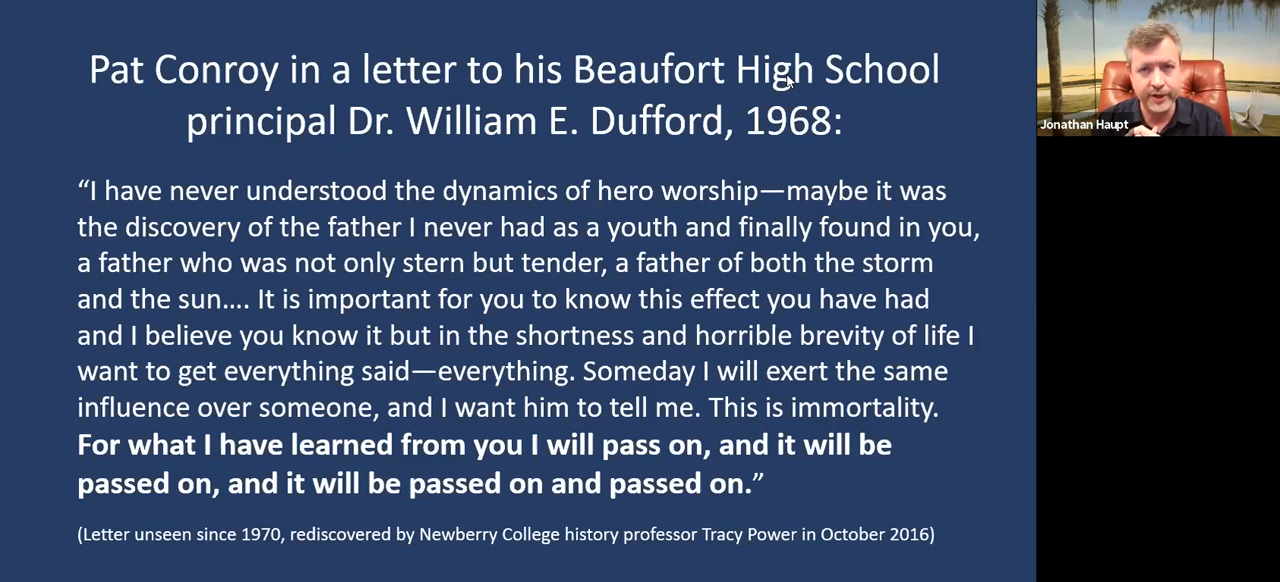 Pat Conroy in a letter to his Beaufort High School
principal Dr. William E. Dufford, 1968:
“I have never understood the dynamics of hero worship—maybe it was
the discovery of the father I never had as a youth and finally found in you,
a father who was not only stern but tender, a father of both the storm
and the sun…. It is important for you to know this effect you have had
and I believe you know it but in the shortness and horrible brevity of life I
want to get everything said—everything. Someday I will exert the same
influence over someone, and I want him to tell me. This is immortality.
For what I have learned from you I will pass on, and it will be
passed on, and it will be passed on and passed on.”
(Letter unseen since 1970, rediscovered by Newberry College history professor Tracy Power in October 2016)
Jonathan Haupt